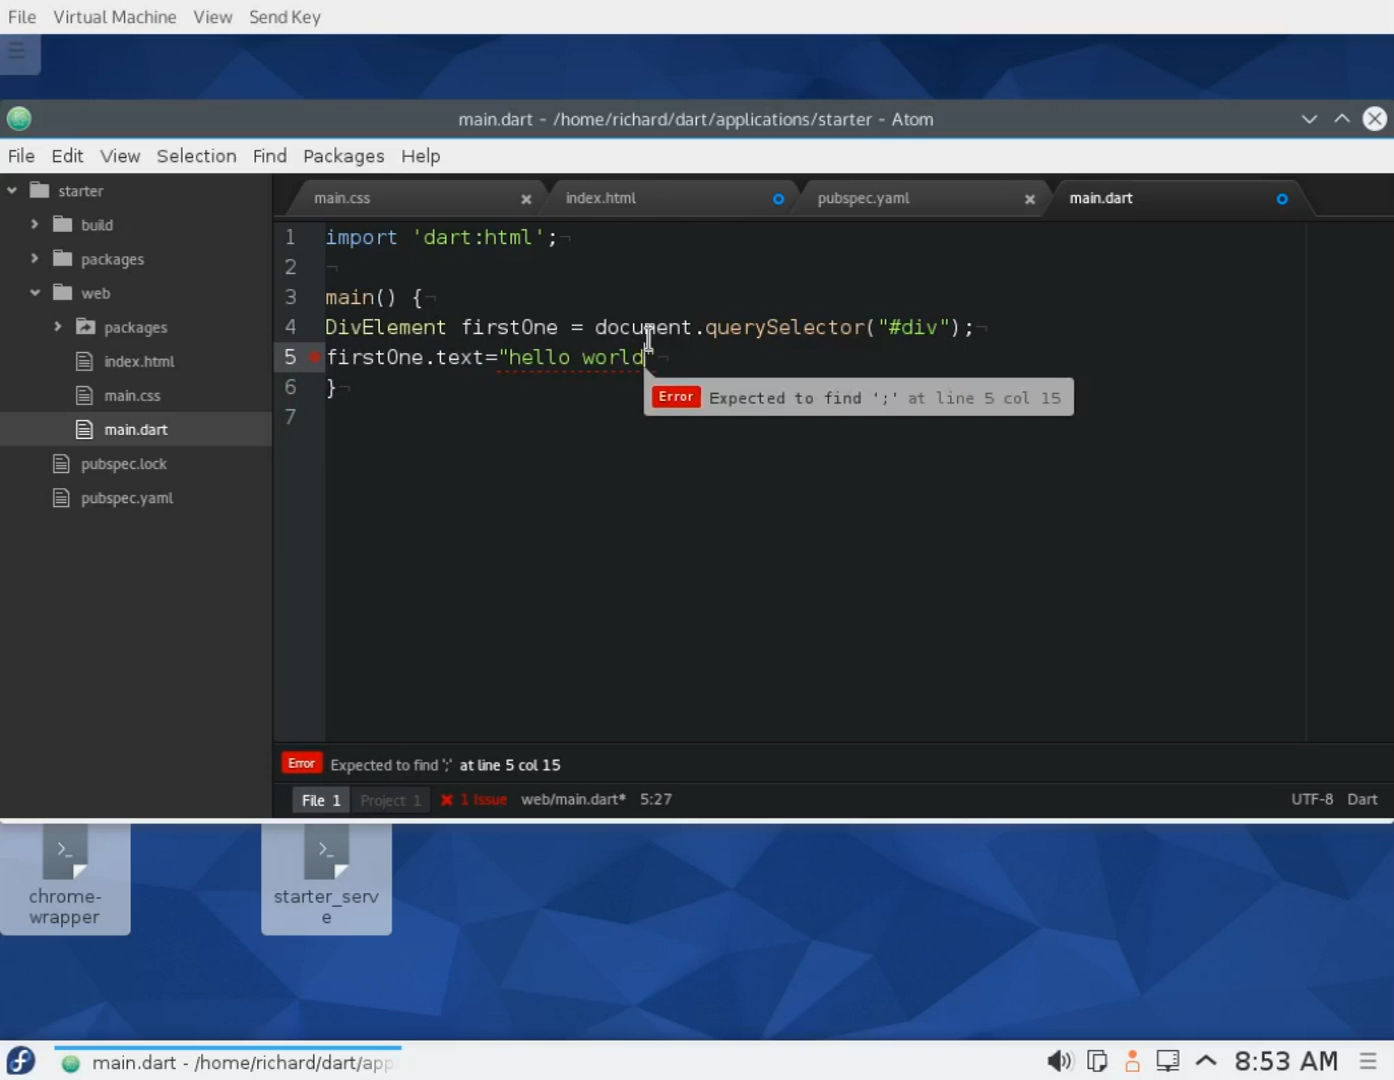 File Virtual Machine View Send Key
main.dart - /home/richard/dart/applications/starter - Atom
File Edit View Selection Find Packages Help
starter
build
packages
web
packages
index.html
main.css
main.dart
pubspec.lock
pubspec.yaml
main.css index.html pubspec.yaml main.dart
1 import 'dart:html';
2
3 main() {
4 DivElement firstOne = document.querySelector("#div");
5 firstOne.text="hello world"
6 }
7
Error Expected to find ';' at line 5 col 15
Error Expected to find ';' at line 5 col 15
File 1 Project 1 1 Issue web/main.dart* 5:27 UTF-8 Dart
chrome-
wrapper
starter_serv
e
main.dart - /home/richard/dart/app
8:53 AM